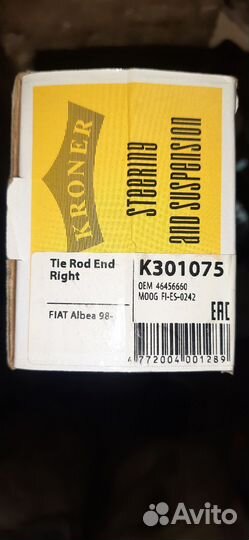 KRONER
STEERING
AND SUSPENSION
Tie Rod End
Right
FIAT Albea 98-
K301075
OEM 46456660
MOOG FI-ES-0242
EAC
4772004001289
Avito